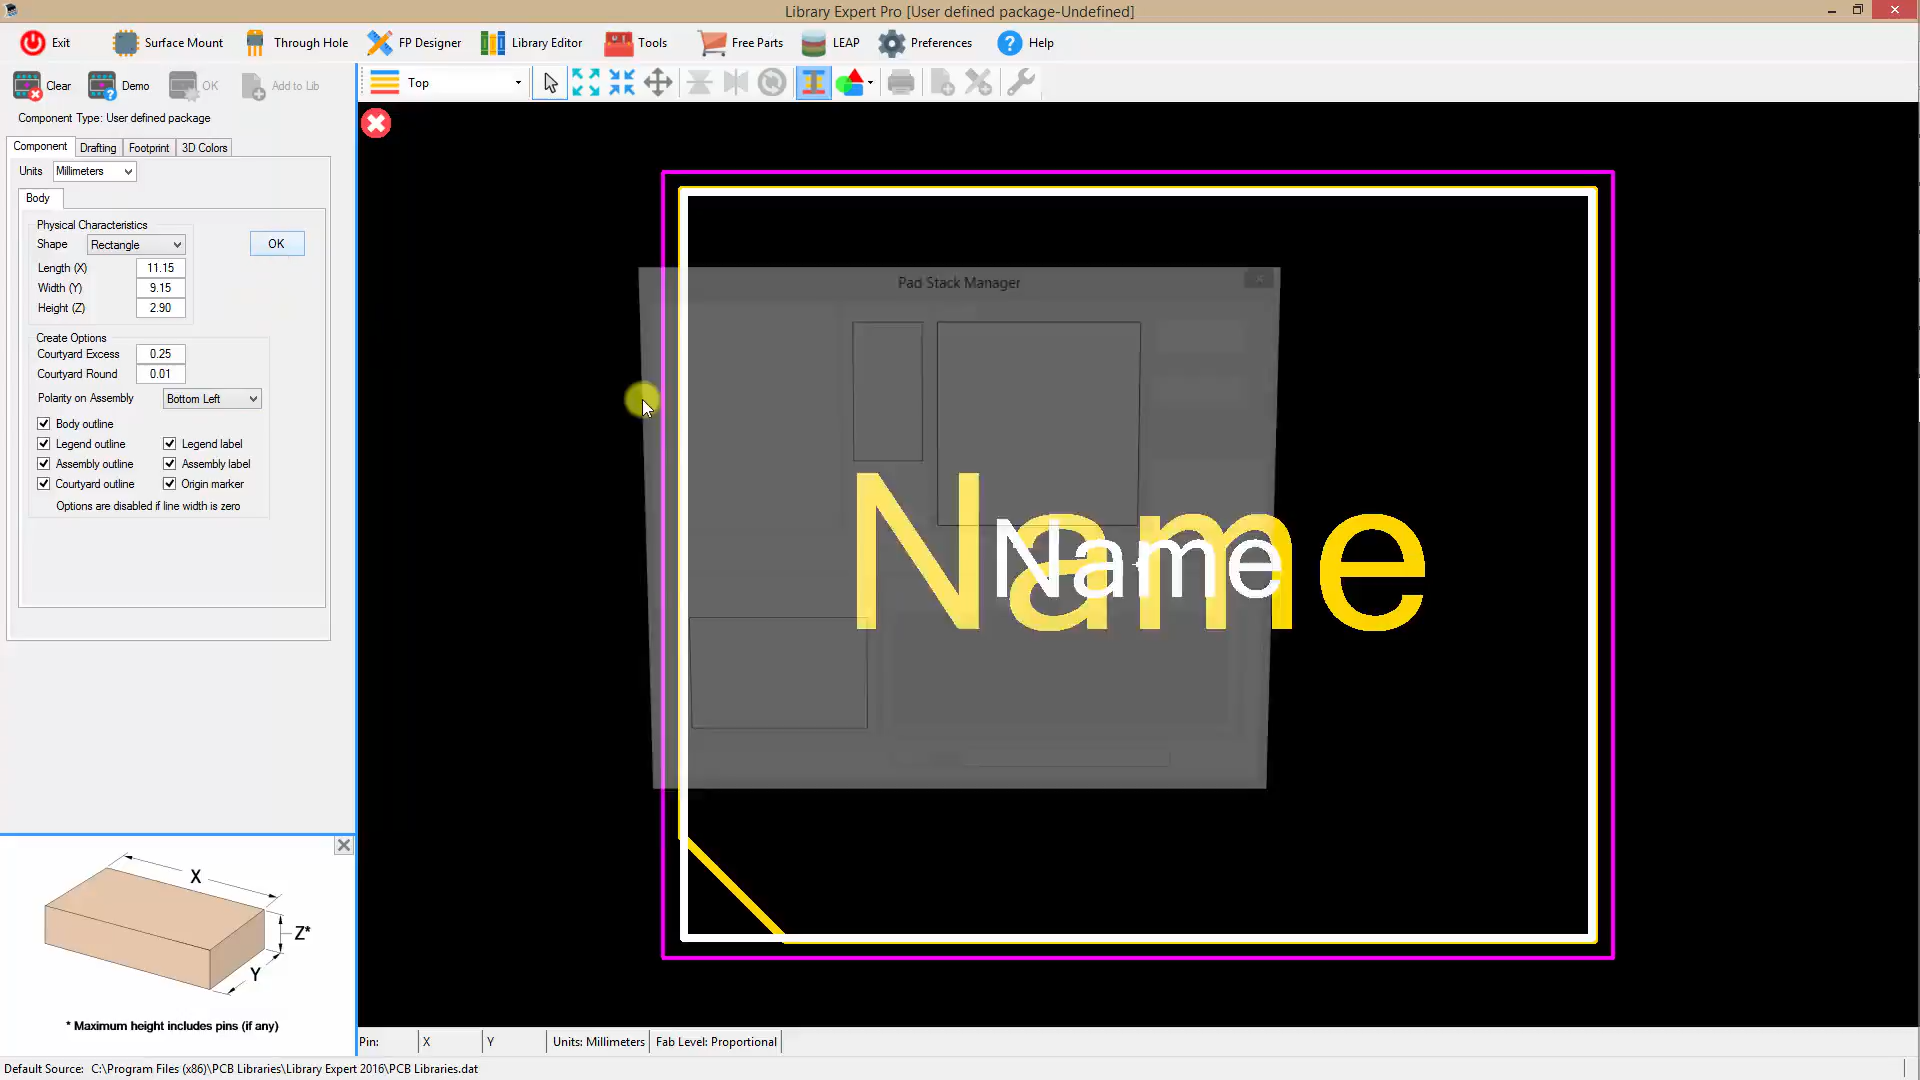 Library Expert Pro [User defined package-Undefined]
Exit
Surface Mount
Through Hole
FP Designer
Library Editor
Tools
Free Parts
LEAP
Preferences
? Help
Clear
? Demo
OK
Add to Lib
Top
Component Type: User defined package
Component
Drafting
Footprint
3D Colors
Units Millimeters
Body
Physical Characteristics
Shape Rectangle
OK
Length (X) 11.15
Width (Y) 9.15
Height (Z) 2.90
Create Options
Courtyard Excess 0.25
Courtyard Round 0.01
Polarity on Assembly Bottom Left
Body outline
Legend outline Legend label
Assembly outline Assembly label
Courtyard outline Origin marker
Options are disabled if line width is zero
Pad Stack Manager
Name
Name
X
Z*
Y
* Maximum height includes pins (if any)
Pin: X Y Units: Millimeters Fab Level: Proportional
Default Source: C:\Program Files (x86)\PCB Libraries\Library Expert 2016\PCB Libraries.dat